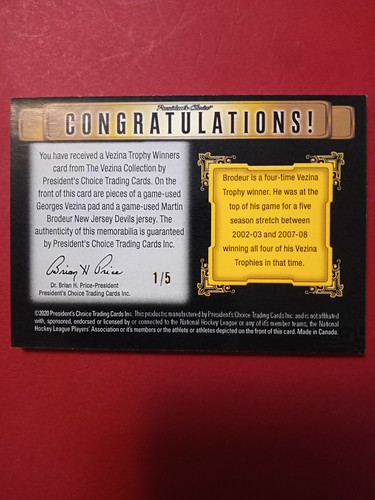 President's Choice
CONGRATULATIONS!
You have received a Vezina Trophy Winners
card from The Vezina Collection by
President's Choice Trading Cards. On the
front of this card are pieces of a game-used
Georges Vezina pad and a game-used Martin
Brodeur New Jersey Devils jersey. The
authenticity of this memorabilia is guaranteed
by President's Choice Trading Cards Inc.
Brian H Price
1/5
Dr. Brian H. Price-President
President's Choice Trading Cards Inc.
Brodeur is a four-time Vezina
Trophy winner. He was at the
top of his game for a five
season stretch between
2002-03 and 2007-08
winning all four of his Vezina
Trophies in that time.
©2020 President's Choice Trading Cards Inc. This product is manufactured by President's Choice Trading Cards Inc. and is not affiliated
with, sponsored, endorsed or licensed by or connected to the National Hockey League or any of its member teams, the National
Hockey League Players' Association or it's members or the athlete or athletes depicted on the front of this card. Made in Canada.